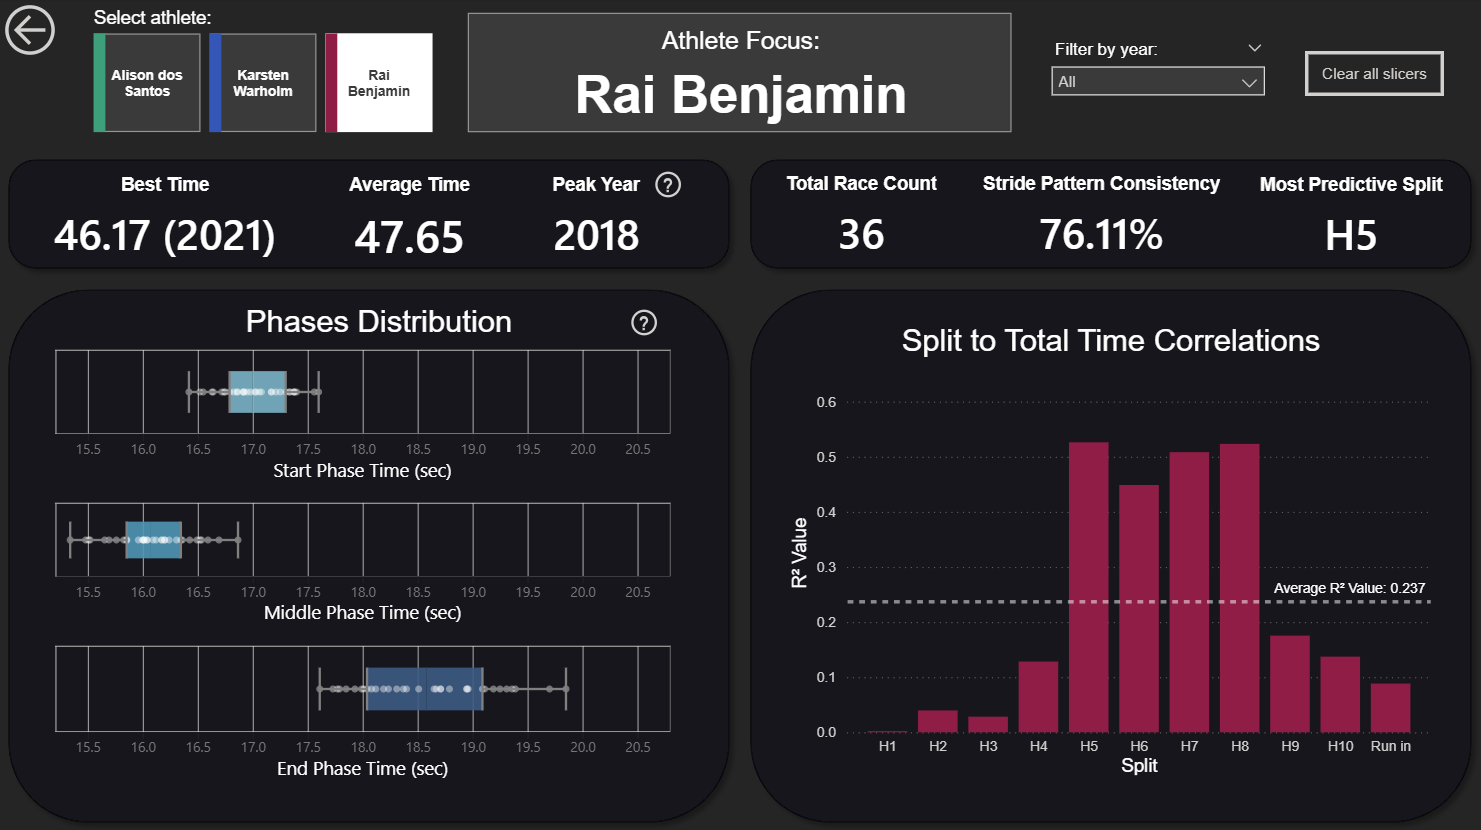 Select athlete:
Alison dos
Santos
Karsten
Warholm
Rai
Benjamin
Athlete Focus:
Rai Benjamin
Filter by year:
All
Clear all slicers
Best Time
46.17 (2021)
Average Time
47.65
Peak Year
?
2018
Total Race Count
36
Stride Pattern Consistency
76.11%
Most Predictive Split
H5
Phases Distribution
?
15.5 16.0 16.5 17.0 17.5 18.0 18.5 19.0 19.5 20.0 20.5
Start Phase Time (sec)
15.5 16.0 16.5 17.0 17.5 18.0 18.5 19.0 19.5 20.0 20.5
Middle Phase Time (sec)
15.5 16.0 16.5 17.0 17.5 18.0 18.5 19.0 19.5 20.0 20.5
End Phase Time (sec)
Split to Total Time Correlations
R² Value
0.6
0.5
0.4
0.3
Average R² Value: 0.237
0.2
0.1
0.0
H1 H2 H3 H4 H5 H6 H7 H8 H9 H10 Run in
Split